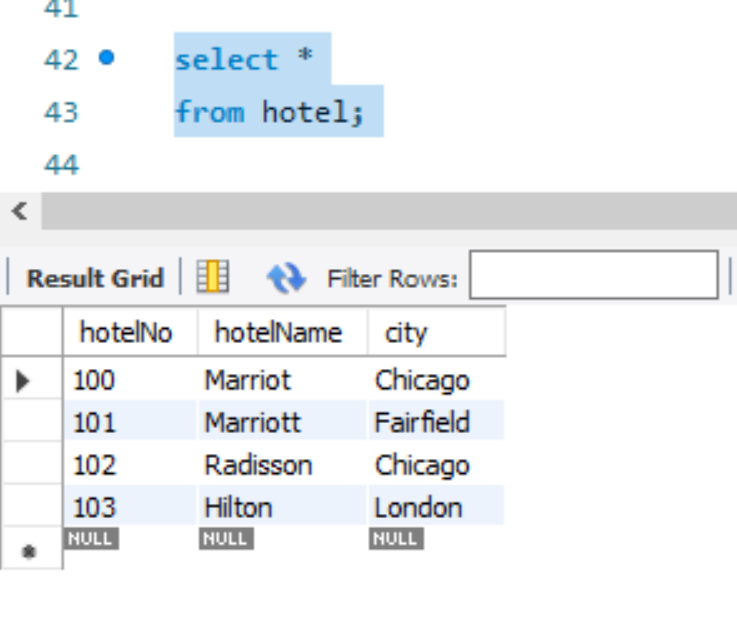 41
42 select *
43 from hotel;
44
Result Grid Filter Rows:
hotelNo hotelName city
100 Marriot Chicago
101 Marriott Fairfield
102 Radisson Chicago
103 Hilton London
NULL NULL NULL